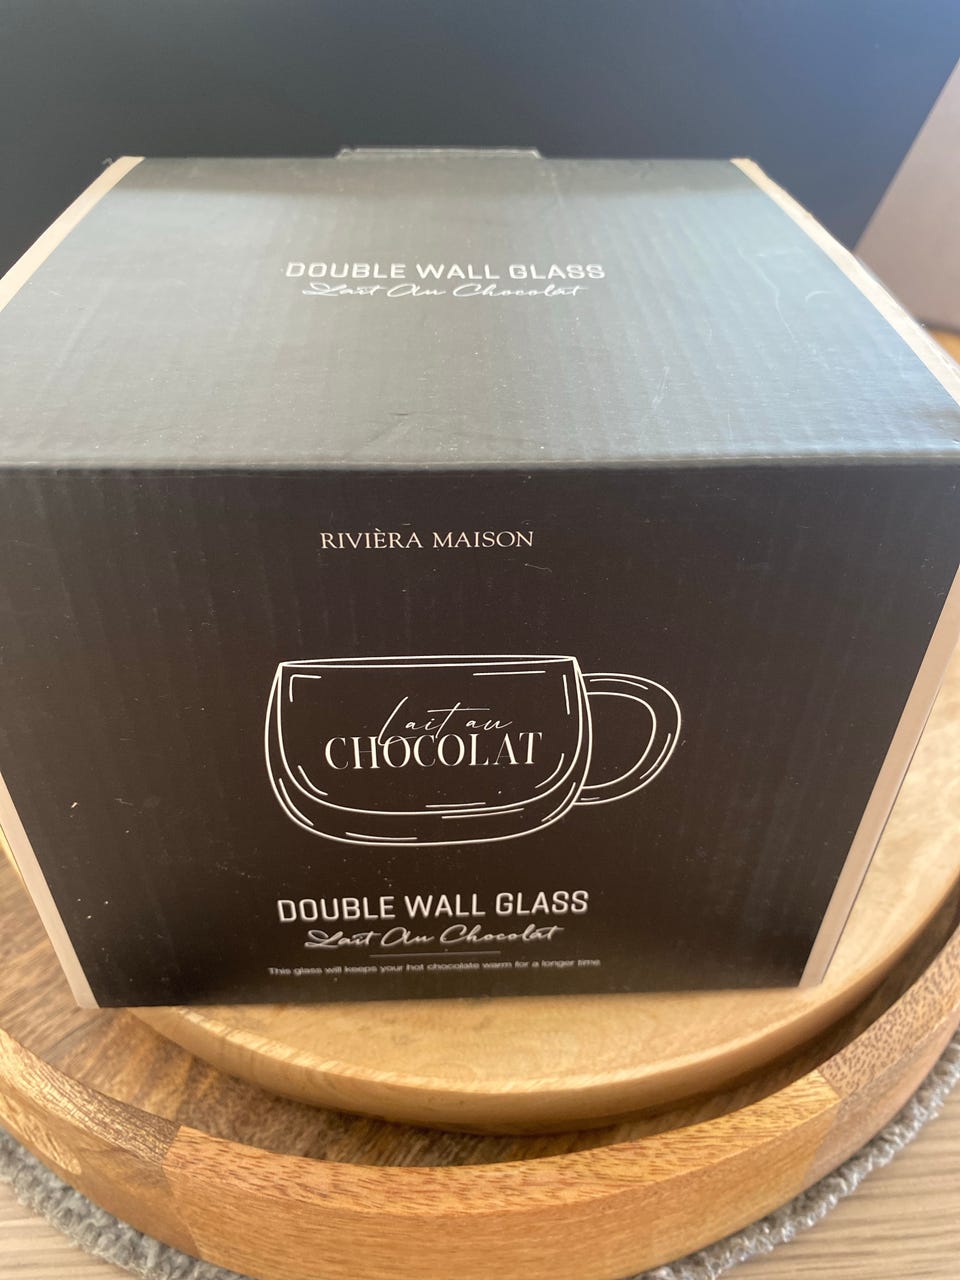 DOUBLE WALL GLASS
Lait Au Chocolat
RIVIÈRA MAISON
Lait au
CHOCOLAT
DOUBLE WALL GLASS
Lait Au Chocolat
This glass will keeps your hot chocolate warm for a longer time